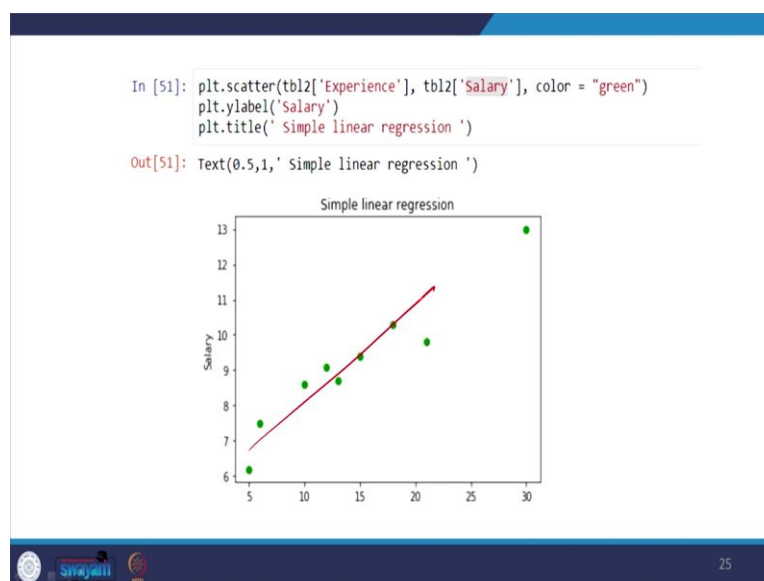 In [51]: plt.scatter(tbl2['Experience'], tbl2['Salary'], color = "green")
plt.ylabel('Salary')
plt.title(' Simple linear regression ')
Out[51]: Text(0.5,1,' Simple linear regression ')
Simple linear regression
13
12
11
10
9
8
7
6
Salary
5 10 15 20 25 30
swayam
25